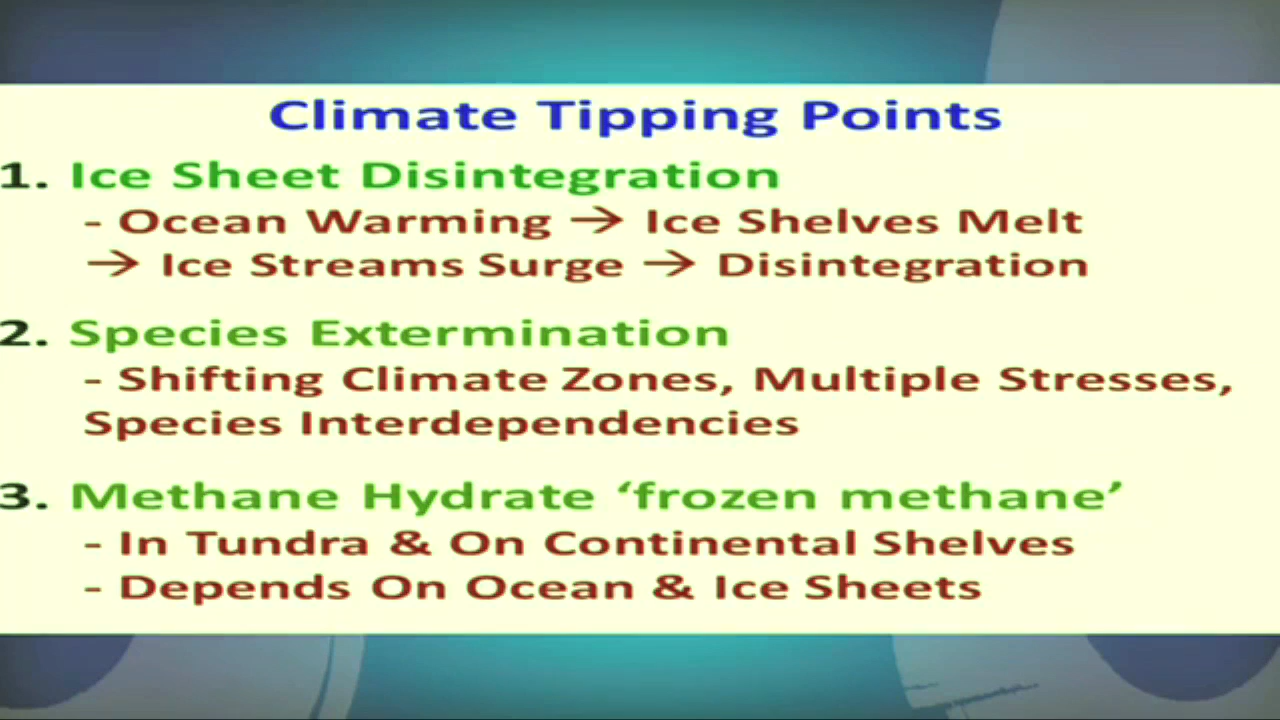 Climate Tipping Points
1. Ice Sheet Disintegration
- Ocean Warming → Ice Shelves Melt
→ Ice Streams Surge → Disintegration
2. Species Extermination
- Shifting Climate Zones, Multiple Stresses,
Species Interdependencies
3. Methane Hydrate ‘frozen methane’
- In Tundra & On Continental Shelves
- Depends On Ocean & Ice Sheets